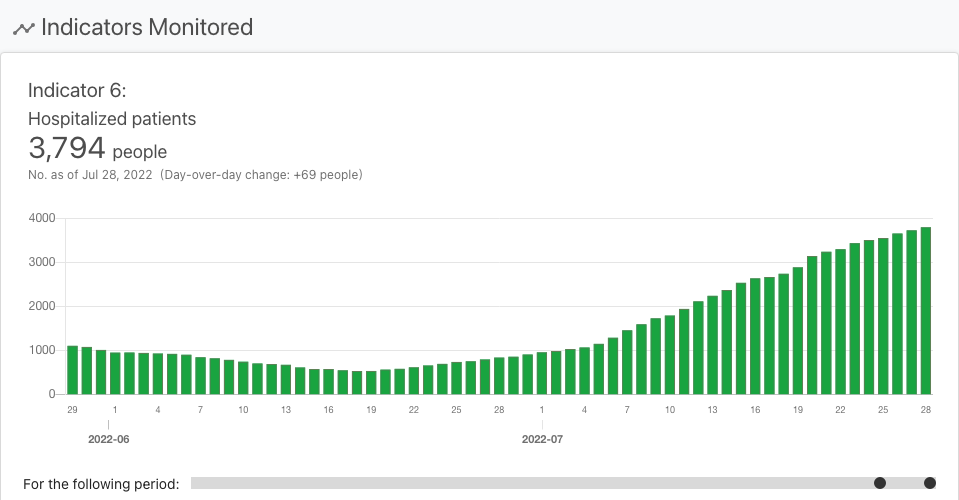 Indicators Monitored
Indicator 6:
Hospitalized patients
3,794 people
No. as of Jul 28, 2022 (Day-over-day change: +69 people)
4000
3000
2000
1000
0
29 1 4 7 10 13 16 19 22 25 28 1 4 7 10 13 16 19 22 25 28
2022-06 2022-07
For the following period: